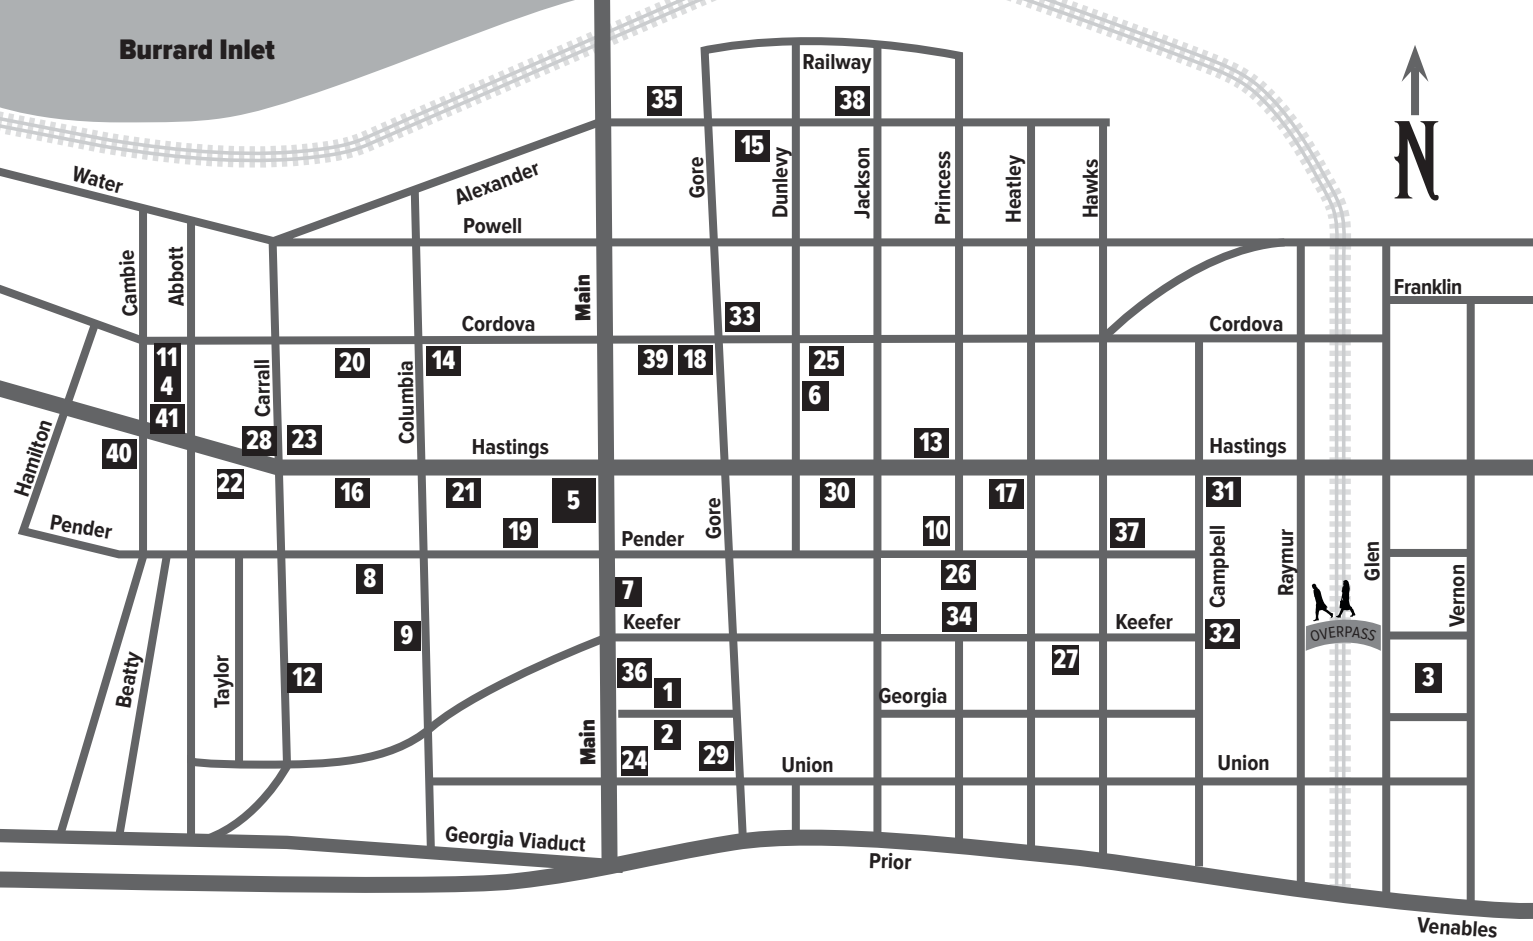 Burrard Inlet
Railway
35
38
N
15
Gore
Dunlevy
Jackson
Princess
Heatley
Hawks
Water
Alexander
Powell
Cambie
Abbott
Main
Franklin
33
Cordova
Cordova
11
20
14
39
18
25
4
6
Carrall
Columbia
41
28
23
13
Hastings
Hastings
Hamilton
40
22
16
21
5
30
17
31
19
Gore
10
37
Pender
Pender
Campbell
Raymur
Glen
Vernon
8
7
26
34
Keefer
Keefer
9
32
OVERPASS
27
36
1
12
3
Beatty
Taylor
Georgia
Main
2
24
29
Union
Union
Georgia Viaduct
Prior
Venables